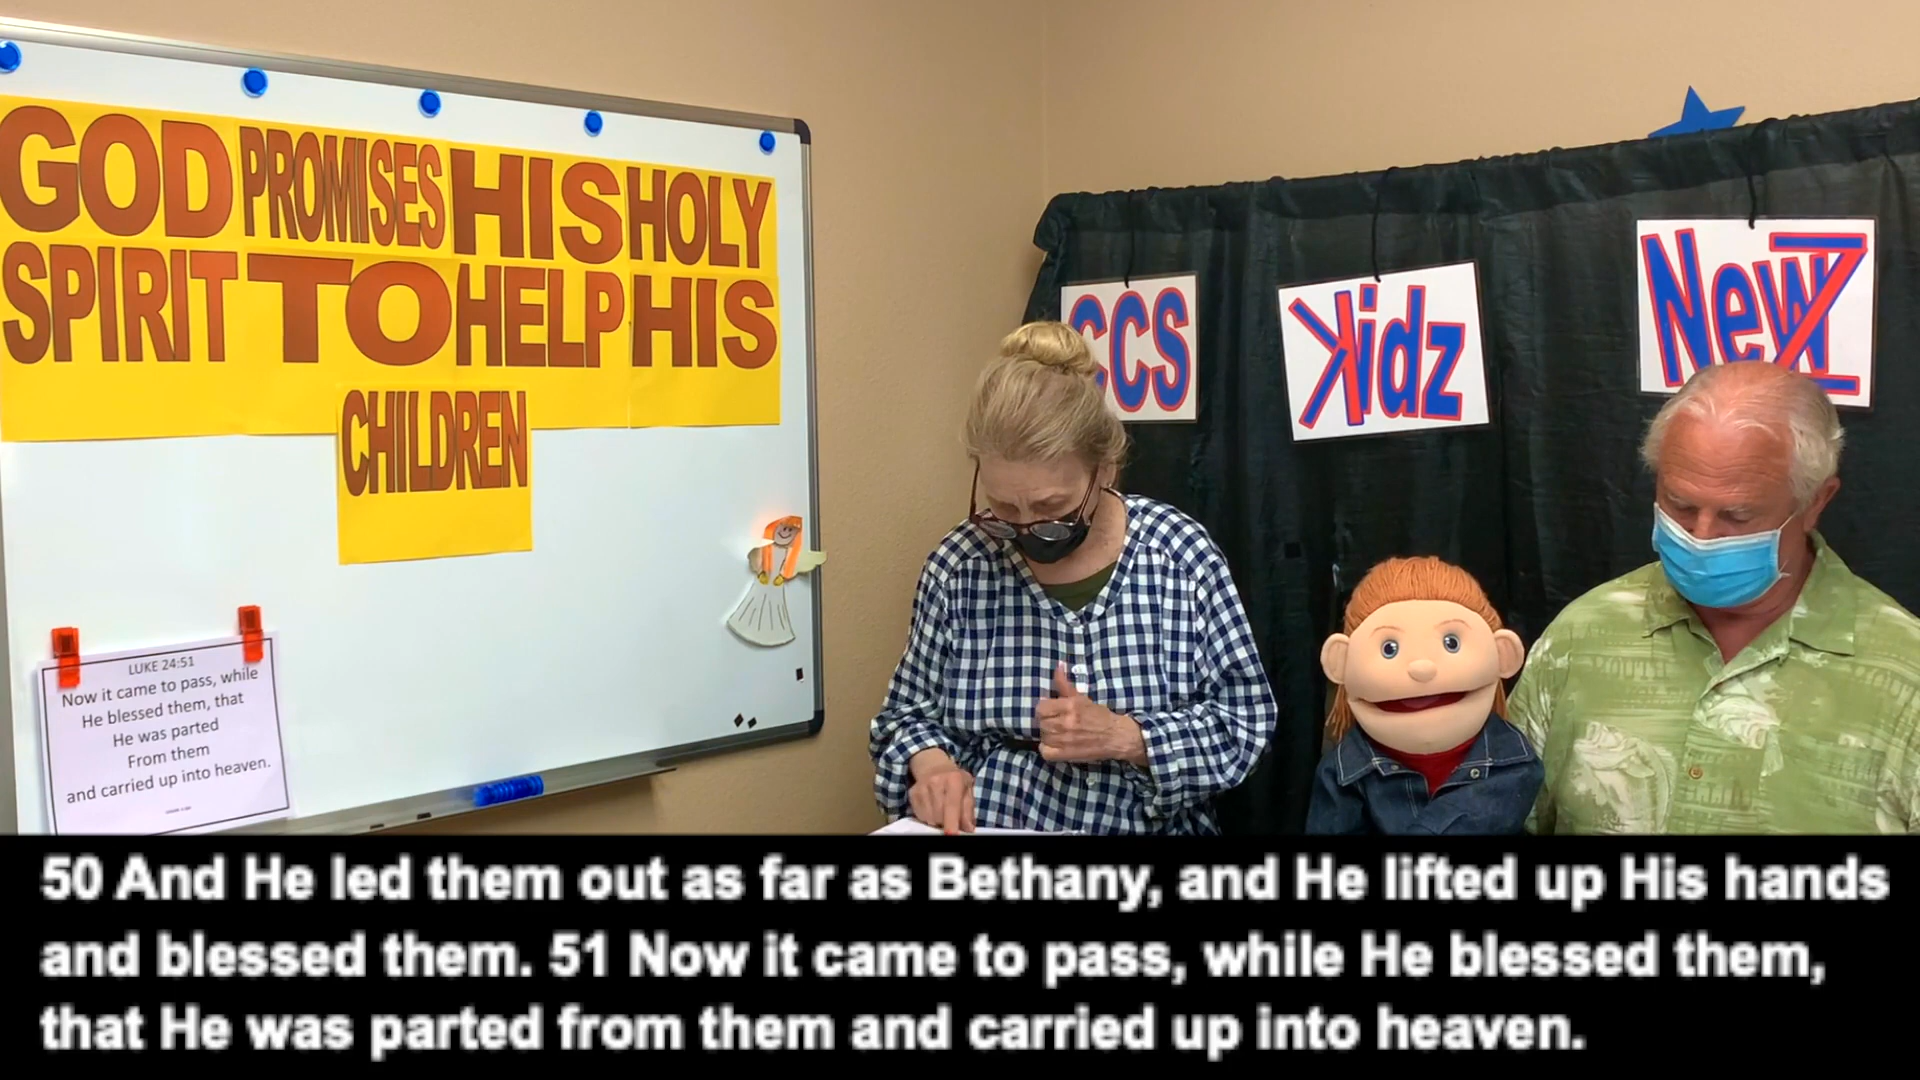 GOD PROMISES HIS HOLY
SPIRIT TO HELP HIS
CHILDREN
CCS
Kidz
NewZ
LUKE 24:51
Now it came to pass, while
He blessed them, that
He was parted
From them
and carried up into heaven.
50 And He led them out as far as Bethany, and He lifted up His hands
and blessed them. 51 Now it came to pass, while He blessed them,
that He was parted from them and carried up into heaven.